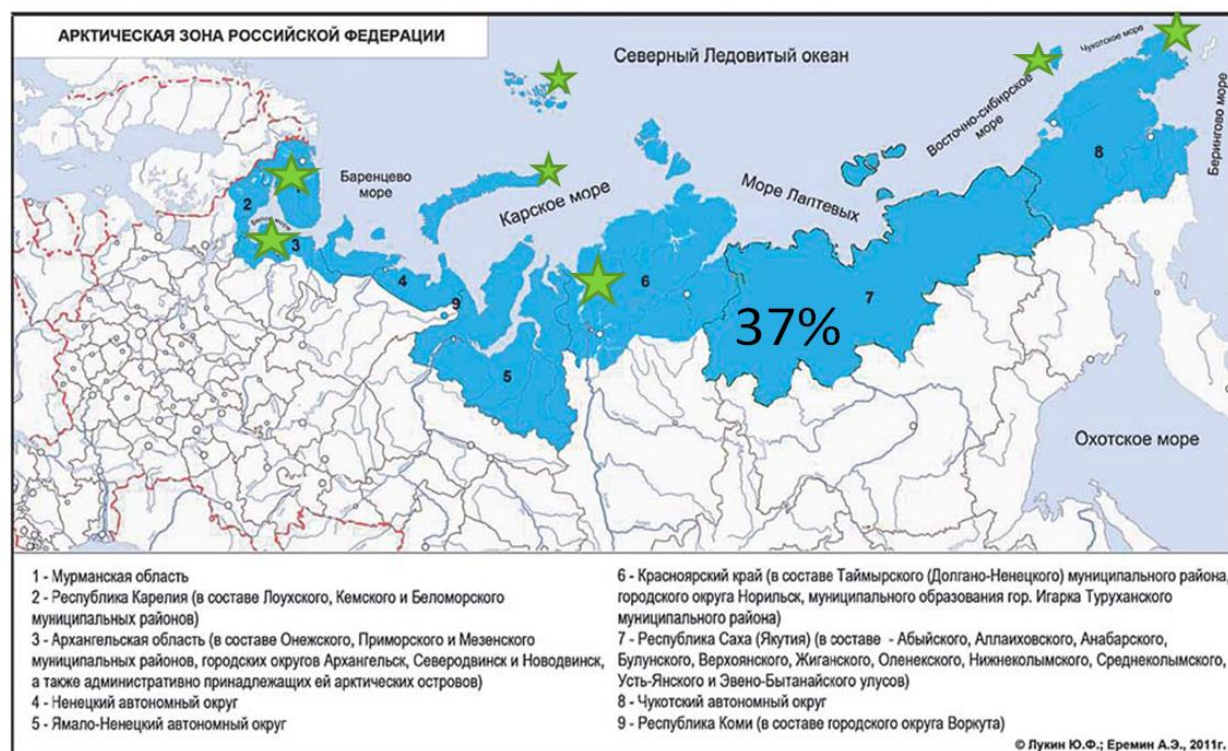 АРКТИЧЕСКАЯ ЗОНА РОССИЙСКОЙ ФЕДЕРАЦИИ
Северный Ледовитый океан
Чукотское море
Восточно-сибирское
море
Берингово море
Баренцево
море
Карское море
Море Лаптевых
Белое море
2
3
4
9
5
6
7
8
37%
Охотское море
1 - Мурманская область
2 - Республика Карелия (в составе Лоухского, Кемского и Беломорского
муниципальных районов)
3 - Архангельская область (в составе Онежского, Приморского и Мезенского
муниципальных районов, городских округов Архангельск, Северодвинск и Новодвинск,
а также административно принадлежащих ей арктических островов)
4 - Ненецкий автономный округ
5 - Ямало-Ненецкий автономный округ
6 - Красноярский край (в составе Таймырского (Долгано-Ненецкого) муниципального района,
городского округа Норильск, муниципального образования гор. Игарка Туруханского
муниципального района)
7 - Республика Саха (Якутия) (в составе - Абыйского, Аллаиховского, Анабарского,
Булунского, Верхоянского, Жиганского, Оленекского, Нижнеколымского, Среднеколымского,
Усть-Янского и Эвено-Бытанайского улусов)
8 - Чукотский автономный округ
9 - Республика Коми (в составе городского округа Воркута)
© Лукин Ю.Ф.; Еремин А.Э., 2011г.